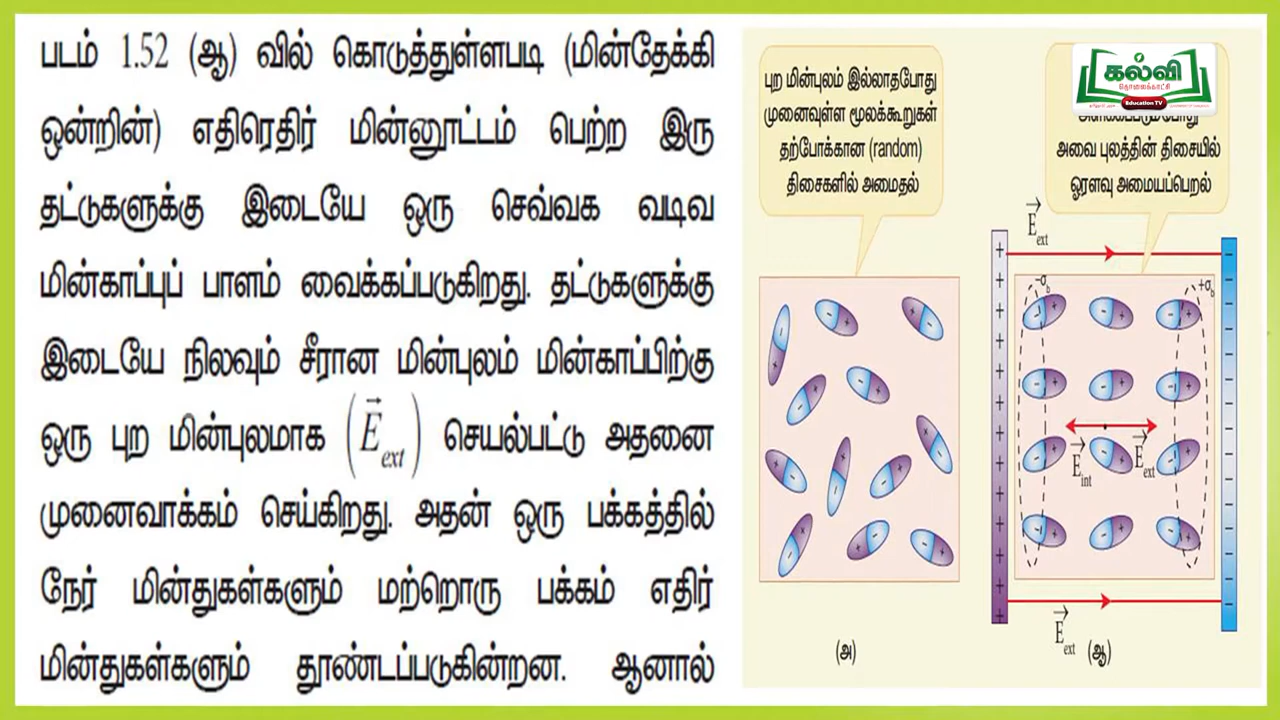 படம் 1.52 (ஆ) வில் கொடுத்துள்ளபடி (மின்தேக்கி
ஒன்றின்) எதிரெதிர் மின்னூட்டம் பெற்ற இரு
தட்டுகளுக்கு இடையே ஒரு செவ்வக வடிவ
மின்காப்புப் பாளம் வைக்கப்படுகிறது. தட்டுகளுக்கு
இடையே நிலவும் சீரான மின்புலம் மின்காப்பிற்கு
ஒரு புற மின்புலமாக (E⃗ext) செயல்பட்டு அதனை
முனைவாக்கம் செய்கிறது. அதன் ஒரு பக்கத்தில்
நேர் மின்துகள்களும் மற்றொரு பக்கம் எதிர்
மின்துகள்களும் தூண்டப்படுகின்றன. ஆனால்
புற மின்புலம் இல்லாதபோது
முனைவுள்ள மூலக்கூறுகள்
தற்போக்கான (random)
திசைகளில் அமைதல்
கல்வி
தொலைக்காட்சி
Education TV
அவை புலத்தின் திசையில்
ஓரளவு அமையப்பெறல்
E⃗ext
-σb
+σb
E⃗int
E⃗ext
E⃗ext
(அ)
(ஆ)